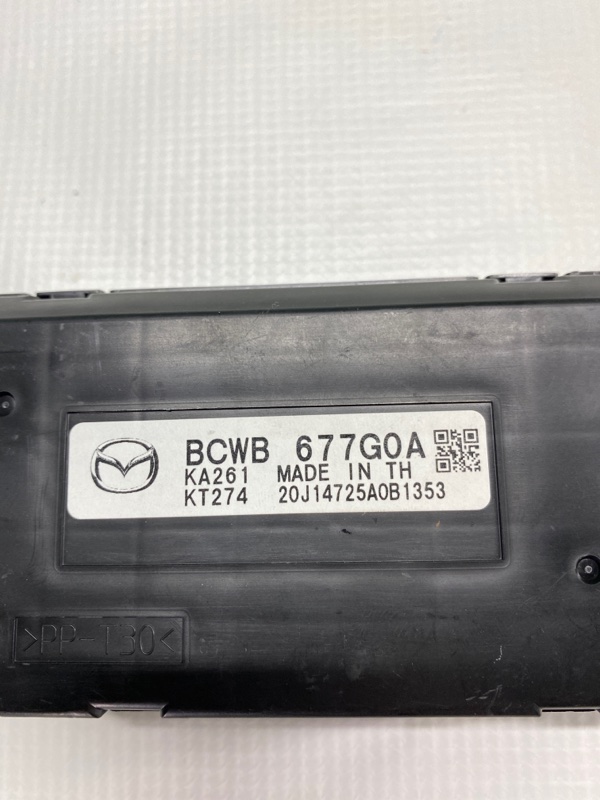 BCWB 677G0A
KA261 MADE IN TH
KT274 20J14725A0B1353
>PP-T30<